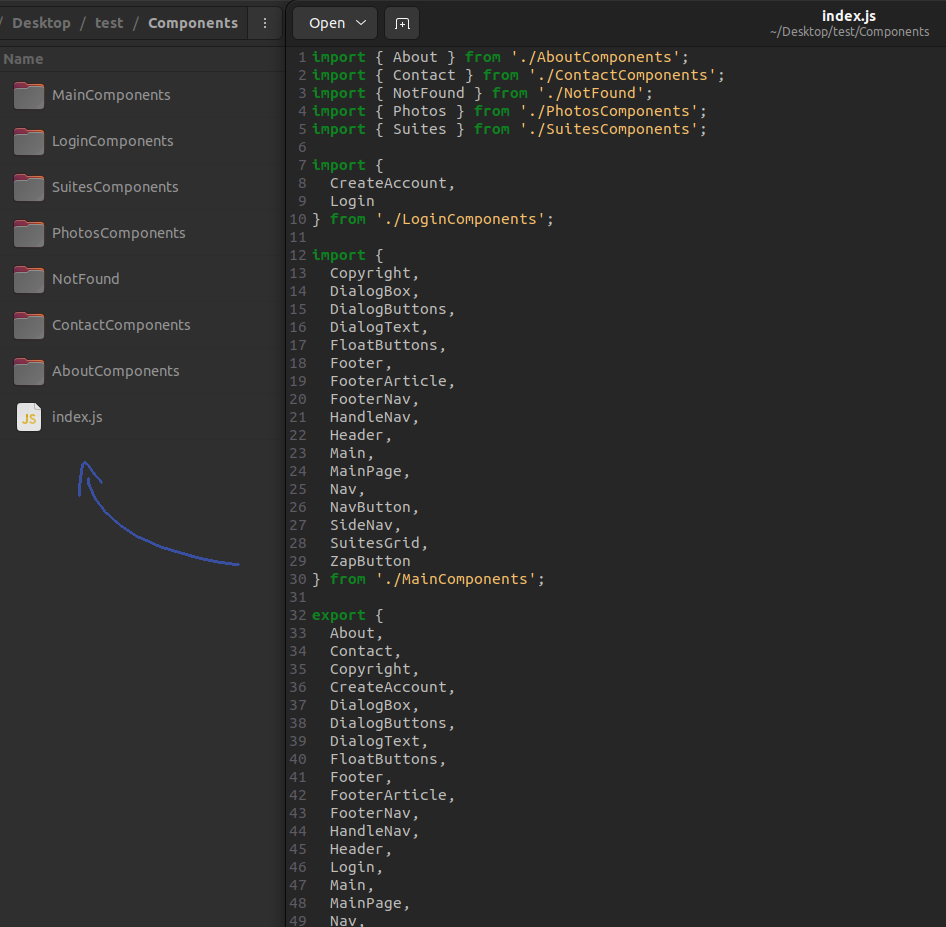 / Desktop / test / Components
Name
MainComponents
LoginComponents
SuitesComponents
PhotosComponents
NotFound
ContactComponents
AboutComponents
JS index.js
Open
index.js
~/Desktop/test/Components
1 import { About } from './AboutComponents';
2 import { Contact } from './ContactComponents';
3 import { NotFound } from './NotFound';
4 import { Photos } from './PhotosComponents';
5 import { Suites } from './SuitesComponents';
6
7 import {
8 CreateAccount,
9 Login
10 } from './LoginComponents';
11
12 import {
13 Copyright,
14 DialogBox,
15 DialogButtons,
16 DialogText,
17 FloatButtons,
18 Footer,
19 FooterArticle,
20 FooterNav,
21 HandleNav,
22 Header,
23 Main,
24 MainPage,
25 Nav,
26 NavButton,
27 SideNav,
28 SuitesGrid,
29 ZapButton
30 } from './MainComponents';
31
32 export {
33 About,
34 Contact,
35 Copyright,
36 CreateAccount,
37 DialogBox,
38 DialogButtons,
39 DialogText,
40 FloatButtons,
41 Footer,
42 FooterArticle,
43 FooterNav,
44 HandleNav,
45 Header,
46 Login,
47 Main,
48 MainPage,
49 Nav,